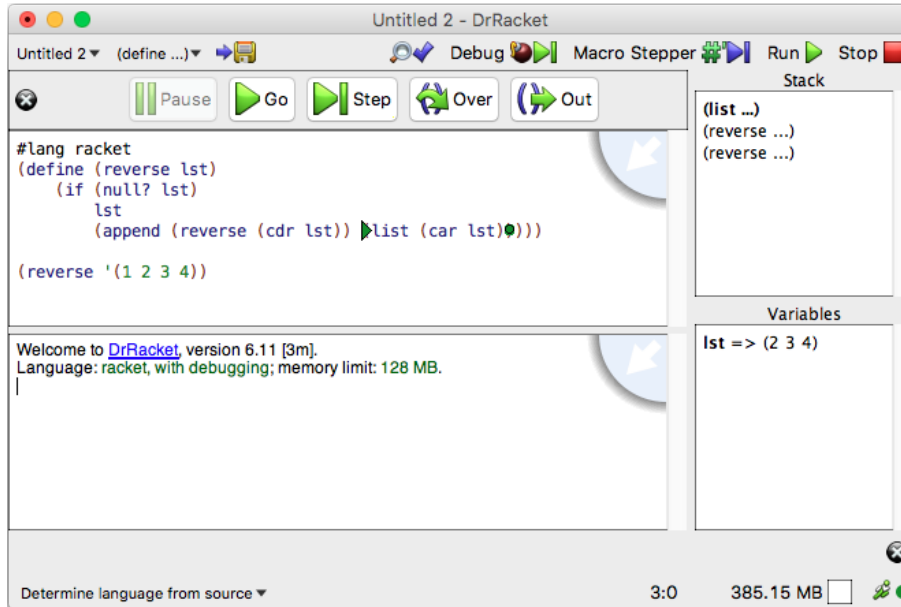 Untitled 2 - DrRacket
Untitled 2 (define ...) Debug Macro Stepper Run Stop
Pause Go Step Over Out
Stack
(list ...)
(reverse ...)
(reverse ...)
#lang racket
(define (reverse lst)
    (if (null? lst)
        lst
        (append (reverse (cdr lst)) list (car lst))))
(reverse '(1 2 3 4))
Variables
lst => (2 3 4)
Welcome to DrRacket, version 6.11 [3m].
Language: racket, with debugging; memory limit: 128 MB.
Determine language from source 3:0 385.15 MB